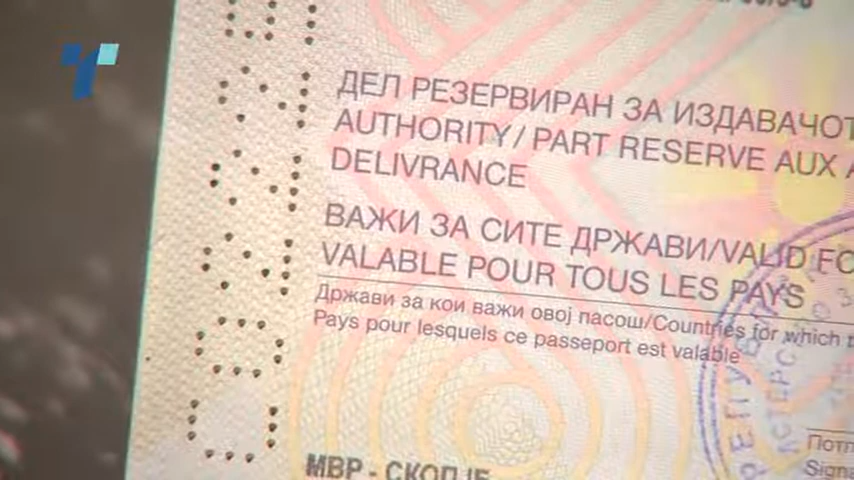 ДЕЛ РЕЗЕРВИРАН ЗА ИЗДАВАЧОТ
AUTHORITY/ PART RESERVE AUX
DELIVRANCE
ВАЖИ ЗА СИТЕ ДРЖАВИ/VALID
VALABLE POUR TOUS LES PAYS
Држави за кои важи овој пасош/Countries for which
Pays pour lesquels ce passeport est valable
МВР - СКОПЈЕ